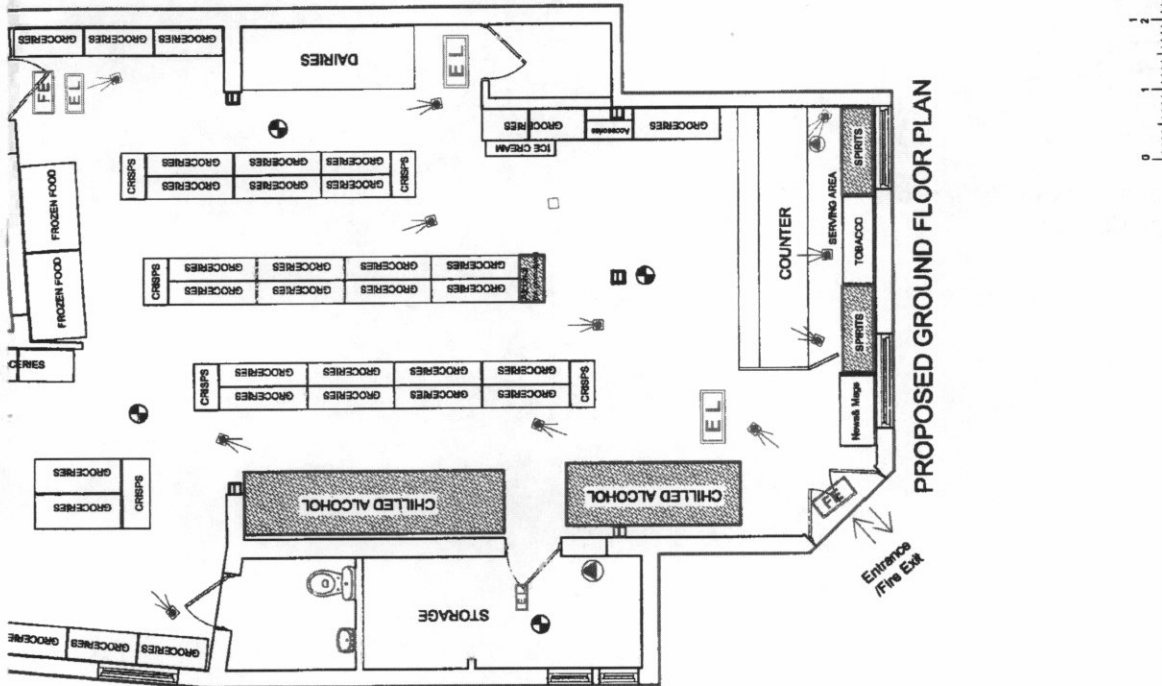 GROCERIES
GROCERIES
GROCERIES
FE
EL
DAIRIES
EL
GROCERIES
GROCERIES
Accesories
GROCERIES
ICE CREAM
CRISPS
GROCERIES
GROCERIES
GROCERIES
GROCERIES
GROCERIES
GROCERIES
CRISPS
FROZEN FOOD
FROZEN FOOD
CRISPS
GROCERIES
GROCERIES
GROCERIES
GROCERIES
GROCERIES
GROCERIES
GROCERIES
GROCERIES
COUNTER
SERVING AREA
SPIRITS
TOBACCO
SPIRITS
News& Mags
CERIES
CRISPS
GROCERIES
GROCERIES
GROCERIES
GROCERIES
GROCERIES
GROCERIES
GROCERIES
GROCERIES
CRISPS
EL
GROCERIES
GROCERIES
CRISPS
CHILLED ALCOHOL
CHILLED ALCOHOL
FE
Entrance
/Fire Exit
STORAGE
EL
GROCERIES
GROCERIES
GROCERIES
PROPOSED GROUND FLOOR PLAN
0
1
2
1